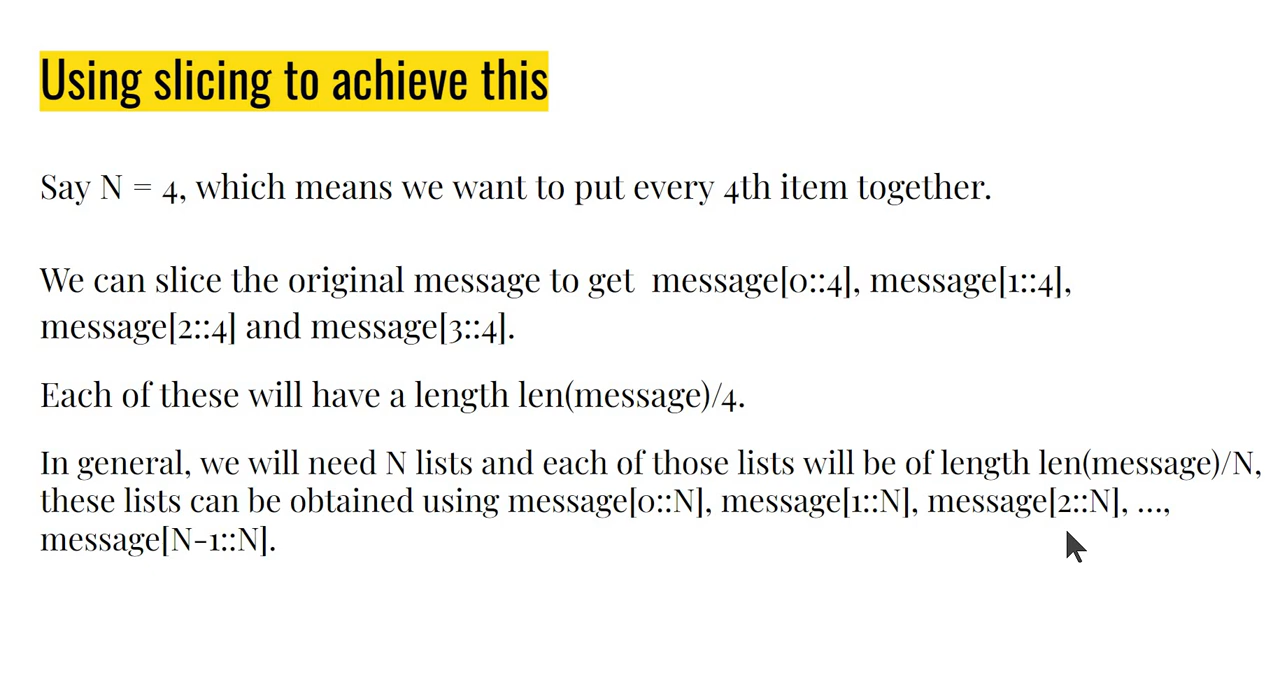 Using slicing to achieve this
Say N = 4, which means we want to put every 4th item together.
We can slice the original message to get message[0::4], message[1::4],
message[2::4] and message[3::4].
Each of these will have a length len(message)/4.
In general, we will need N lists and each of those lists will be of length len(message)/N,
these lists can be obtained using message[0::N], message[1::N], message[2::N], ...,
message[N-1::N].